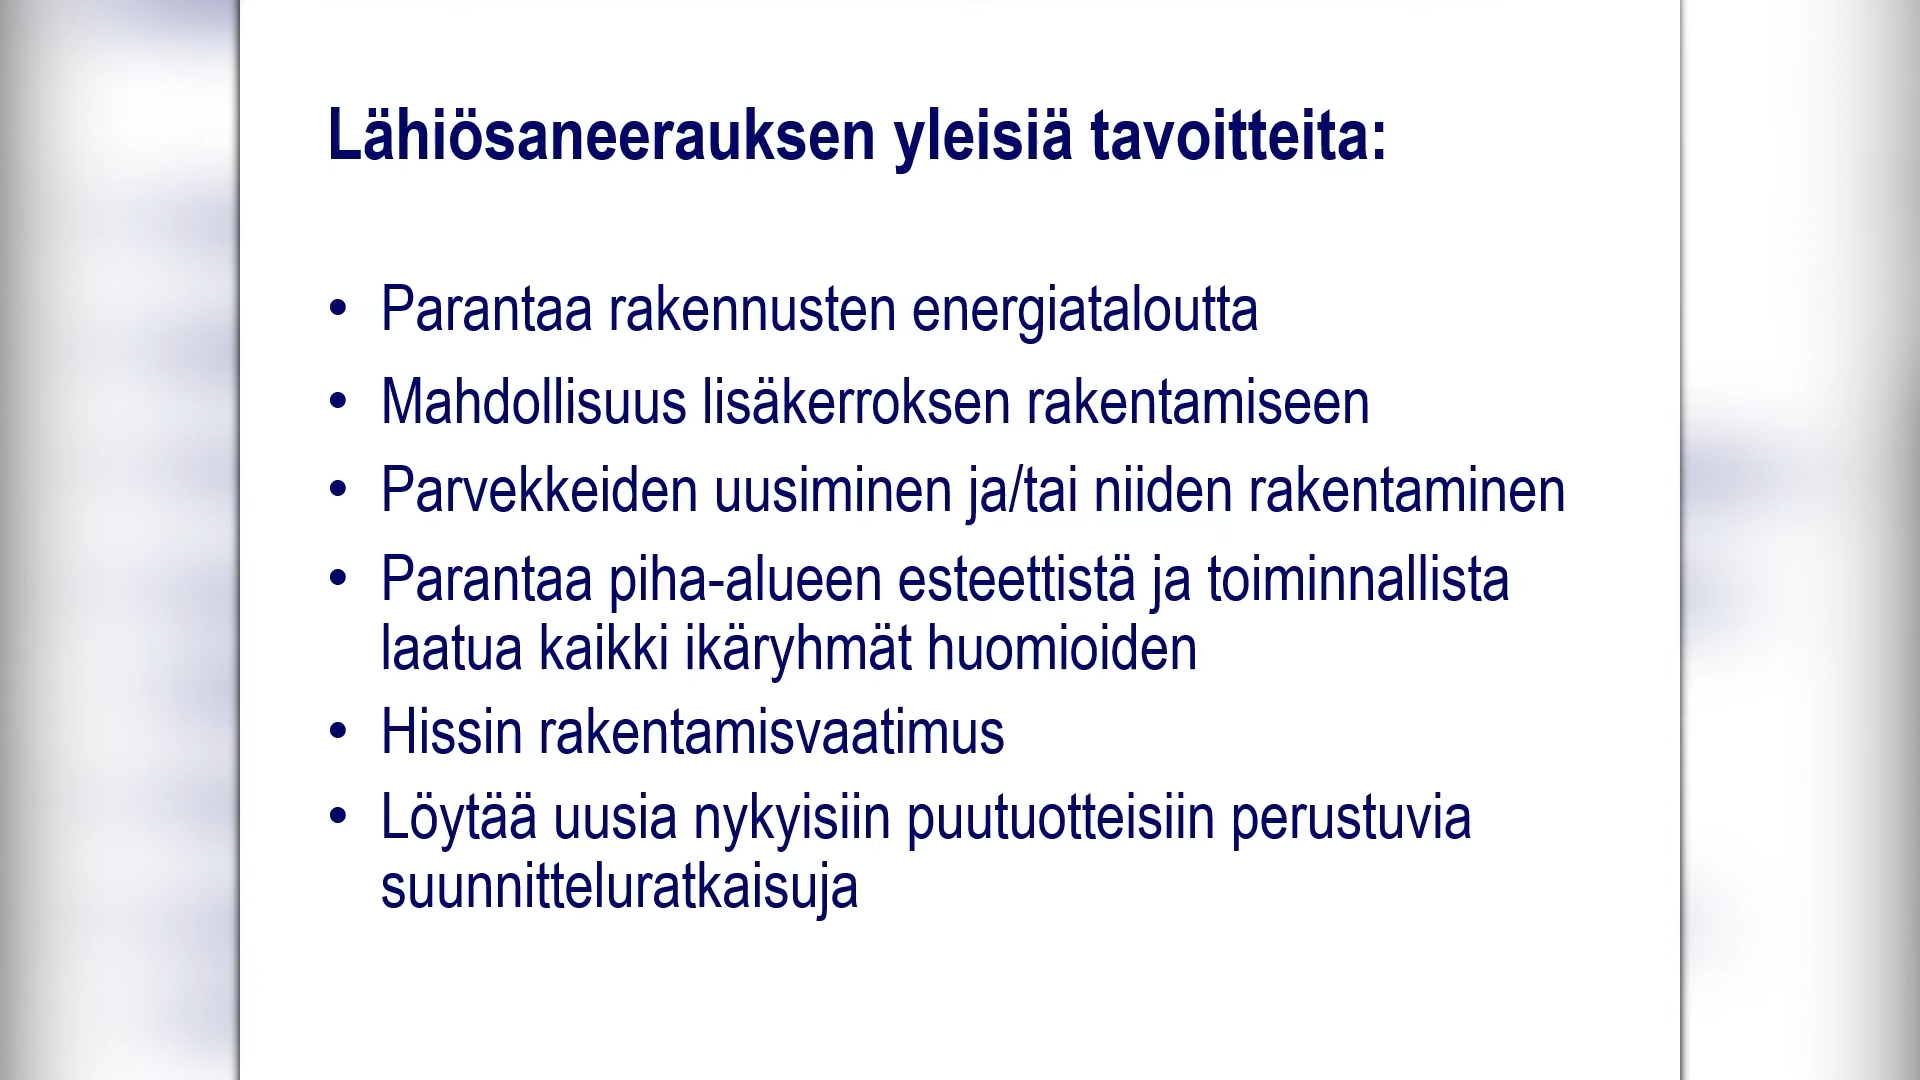 Lähiösaneerauksen yleisiä tavoitteita:
• Parantaa rakennusten energiataloutta
• Mahdollisuus lisäkerroksen rakentamiseen
• Parvekkeiden uusiminen ja/tai niiden rakentaminen
• Parantaa piha-alueen esteettistä ja toiminnallista
laatua kaikki ikäryhmät huomioiden
• Hissin rakentamisvaatimus
• Löytää uusia nykyisiin puutuotteisiin perustuvia
suunnitteluratkaisuja